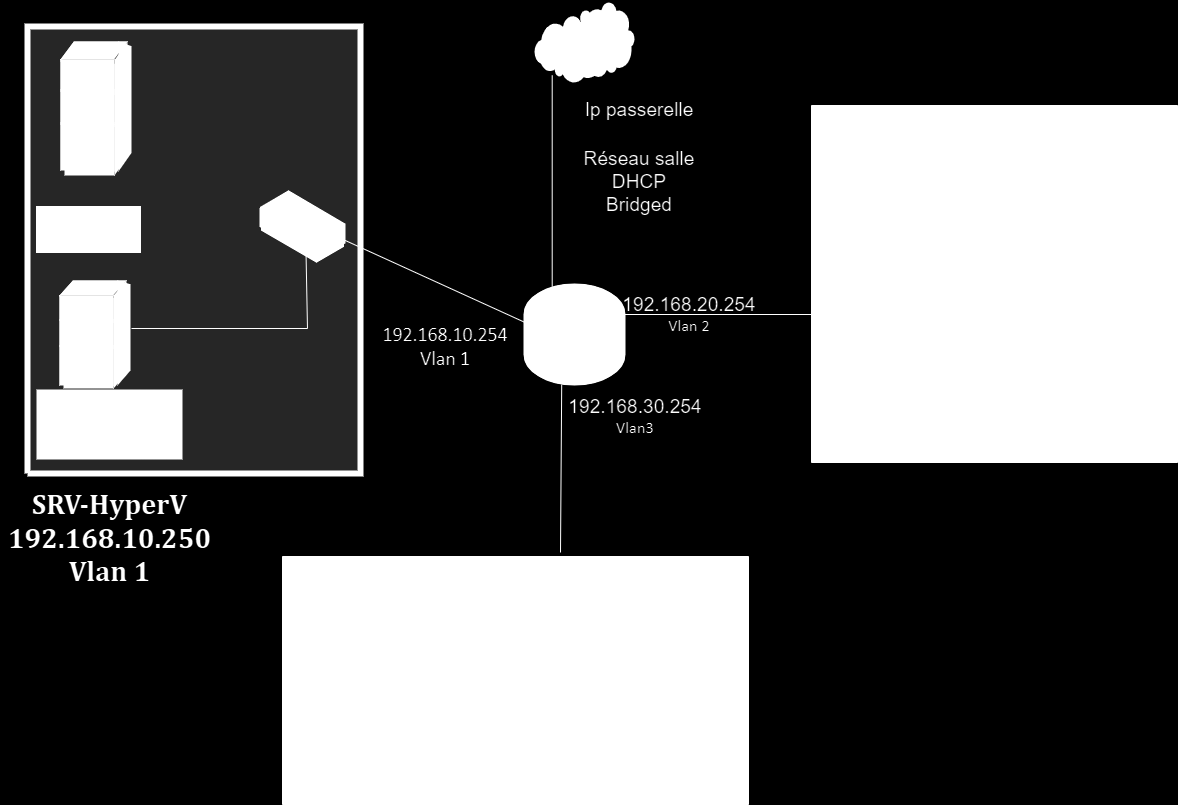 Ip passerelle
Réseau salle
DHCP
Bridged
192.168.20.254
Vlan 2
192.168.10.254
Vlan 1
192.168.30.254
Vlan3
SRV-HyperV
192.168.10.250
Vlan 1